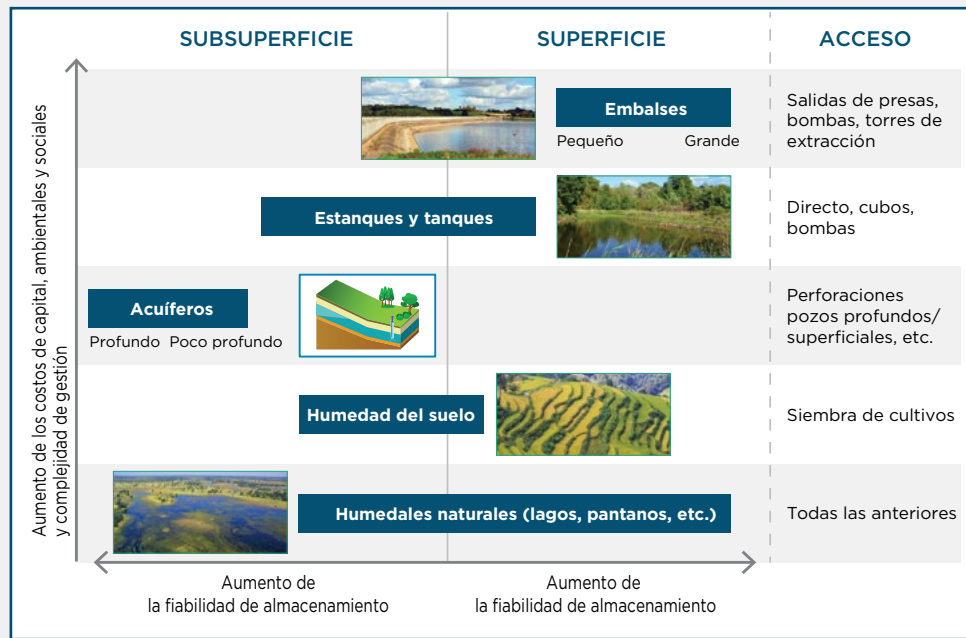 SUBSUPERFICIE
SUPERFICIE
ACCESO
Aumento de los costos de capital, ambientales y sociales
y complejidad de gestión
Embalses
Pequeño
Grande
Salidas de presas,
bombas, torres de
extracción
Estanques y tanques
Directo, cubos,
bombas
Acuíferos
Profundo
Poco profundo
Perforaciones
pozos profundos/
superficiales, etc.
Humedad del suelo
Siembra de cultivos
Humedales naturales (lagos, pantanos, etc.)
Todas las anteriores
Aumento de
la fiabilidad de almacenamiento
Aumento de
la fiabilidad de almacenamiento